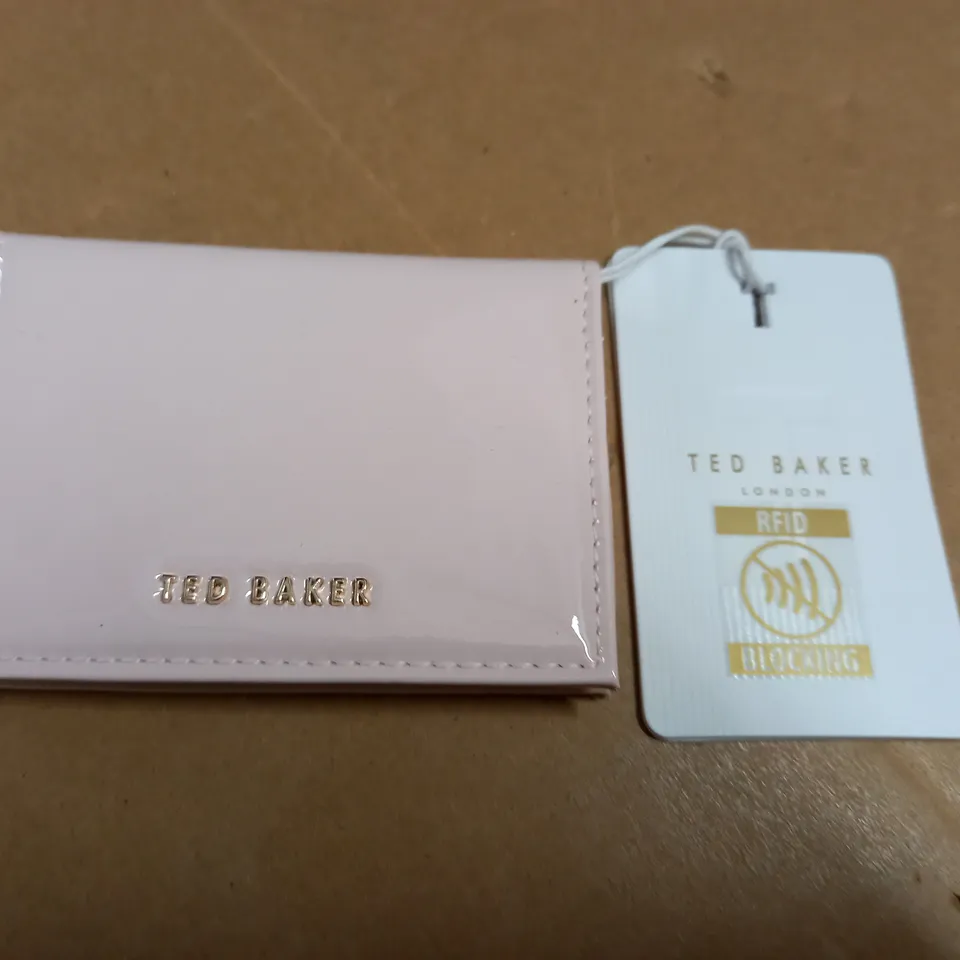 TED BAKER
TED BAKER
LONDON
RFID
BLOCKING